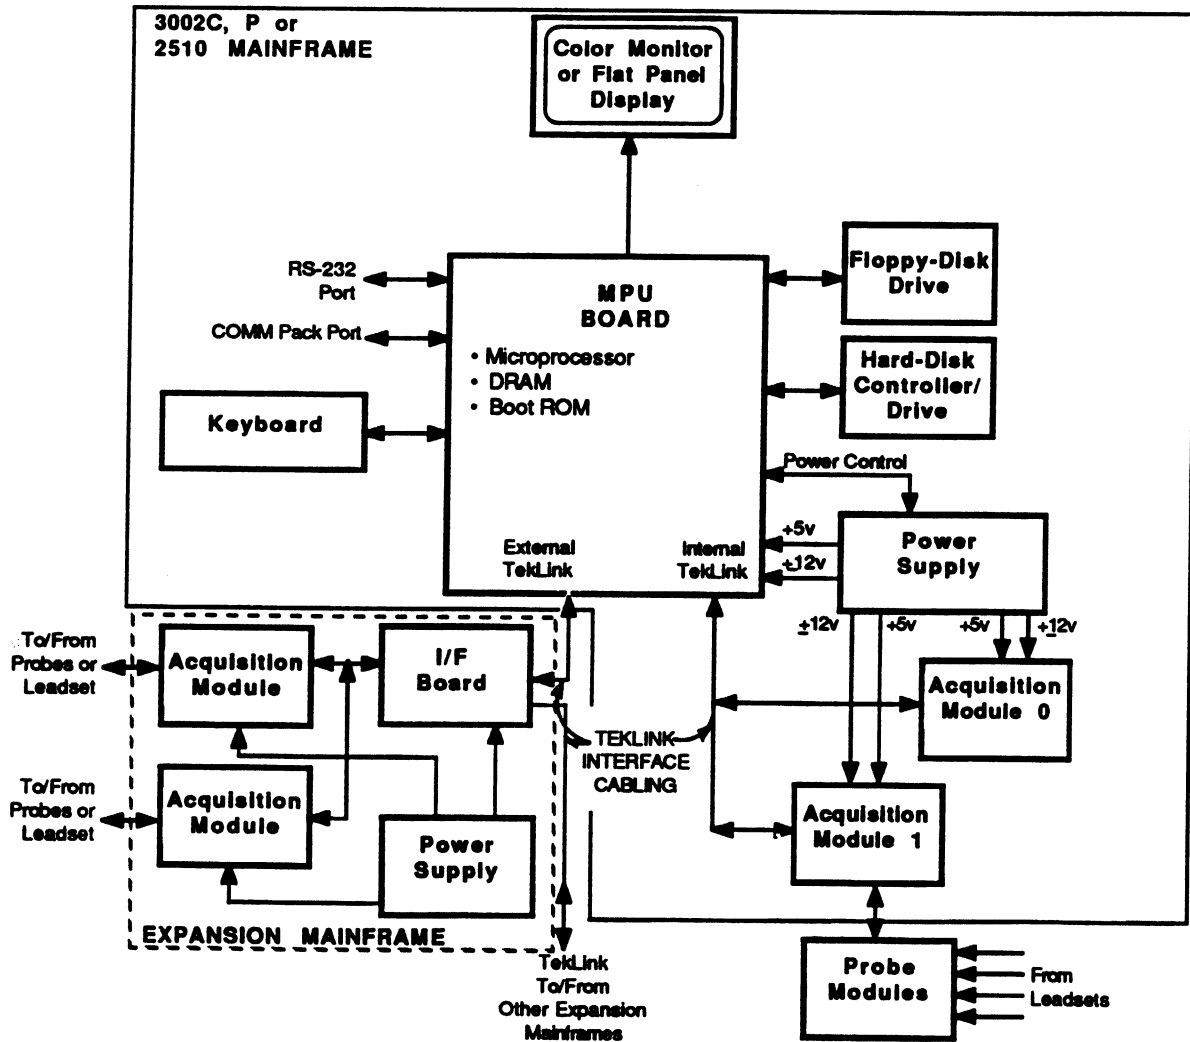 3002C, P or
2510 MAINFRAME
Color Monitor
or Flat Panel
Display
RS-232
Port
COMM Pack Port
Keyboard
MPU
BOARD
• Microprocessor
• DRAM
• Boot ROM
External
TekLink
Internal
TekLink
Floppy-Disk
Drive
Hard-Disk
Controller/
Drive
Power Control
+5v
±12v
Power
Supply
±12v
+5v
+5v
±12v
Acquisition
Module 0
Acquisition
Module 1
Probe
Modules
From
Leadsets
TEKLINK
INTERFACE
CABLING
To/From
Probes or
Leadset
Acquisition
Module
I/F
Board
To/From
Probes or
Leadset
Acquisition
Module
Power
Supply
EXPANSION MAINFRAME
TekLink
To/From
Other Expansion
Mainframes